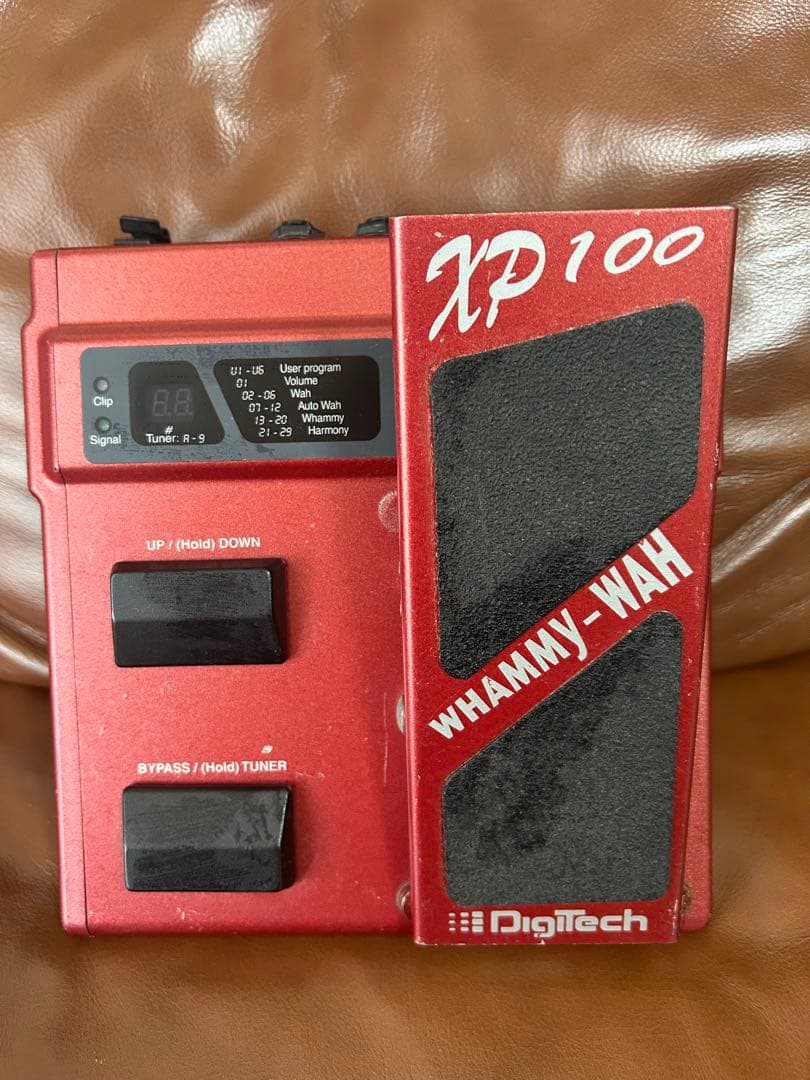 XP 100
Clip
Signal
8.8.
#
Tuner: A - 9
U1 - U6 User program
01 Volume
02 - 06 Wah
07 - 12 Auto Wah
13 - 20 Whammy
21 - 29 Harmony
UP / (Hold) DOWN
WHAMMY-WAH
BYPASS / (Hold) TUNER
DigiTech